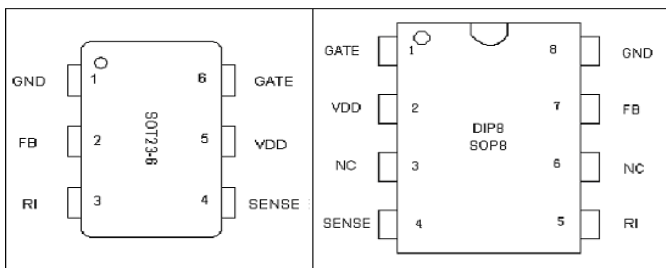 GND 1 6 GATE
FB 2 5 VDD
RI 3 4 SENSE
SOT23-6
GATE 1 8 GND
VDD 2 7 FB
DIP8
SOP8
NC 3 6 NC
SENSE 4 5 RI